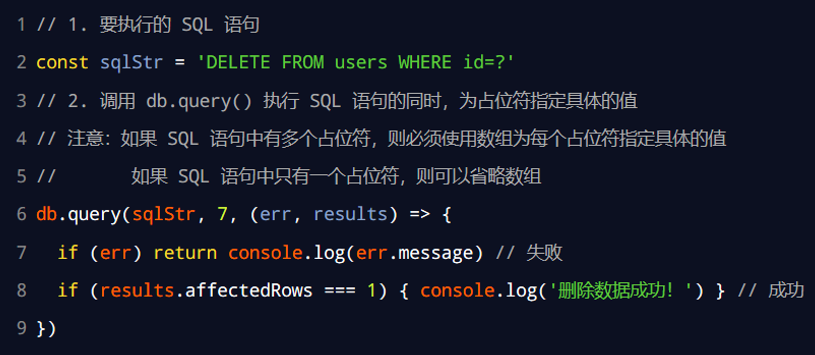 1 // 1. 要执行的 SQL 语句
2 const sqlStr = 'DELETE FROM users WHERE id=?'
3 // 2. 调用 db.query() 执行 SQL 语句的同时，为占位符指定具体的值
4 // 注意：如果 SQL 语句中有多个占位符，则必须使用数组为每个占位符指定具体的值
5 //       如果 SQL 语句中只有一个占位符，则可以省略数组
6 db.query(sqlStr, 7, (err, results) => {
7   if (err) return console.log(err.message) // 失败
8   if (results.affectedRows === 1) { console.log('删除数据成功！') } // 成功
9 })